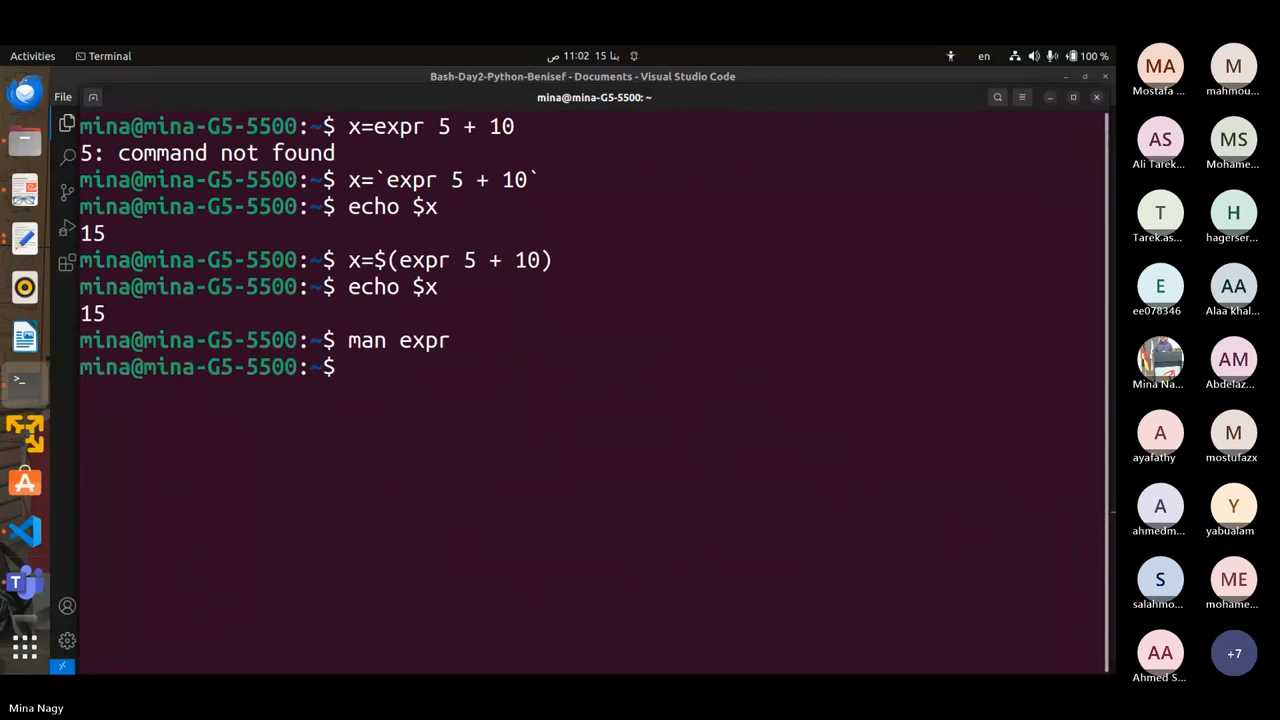 Activities
Terminal
ص 11:02 15 ينا
en
100 %
Bash-Day2-Python-Benisef - Documents - Visual Studio Code
File
mina@mina-G5-5500: ~
mina@mina-G5-5500:~$ x=expr 5 + 10
5: command not found
mina@mina-G5-5500:~$ x=`expr 5 + 10`
mina@mina-G5-5500:~$ echo $x
15
mina@mina-G5-5500:~$ x=$(expr 5 + 10)
mina@mina-G5-5500:~$ echo $x
15
mina@mina-G5-5500:~$ man expr
mina@mina-G5-5500:~$
MA
Mostafa ...
M
mahmou...
AS
Ali Tarek...
MS
Mohame...
T
Tarek.as...
H
hagerser...
E
ee078346
AA
Alaa khal...
Mina Na...
AM
Abdelaz...
A
ayafathy
M
mostufazx
A
ahmedm...
Y
yabualam
S
salahmo...
ME
mohame...
AA
Ahmed S...
+7
Mina Nagy